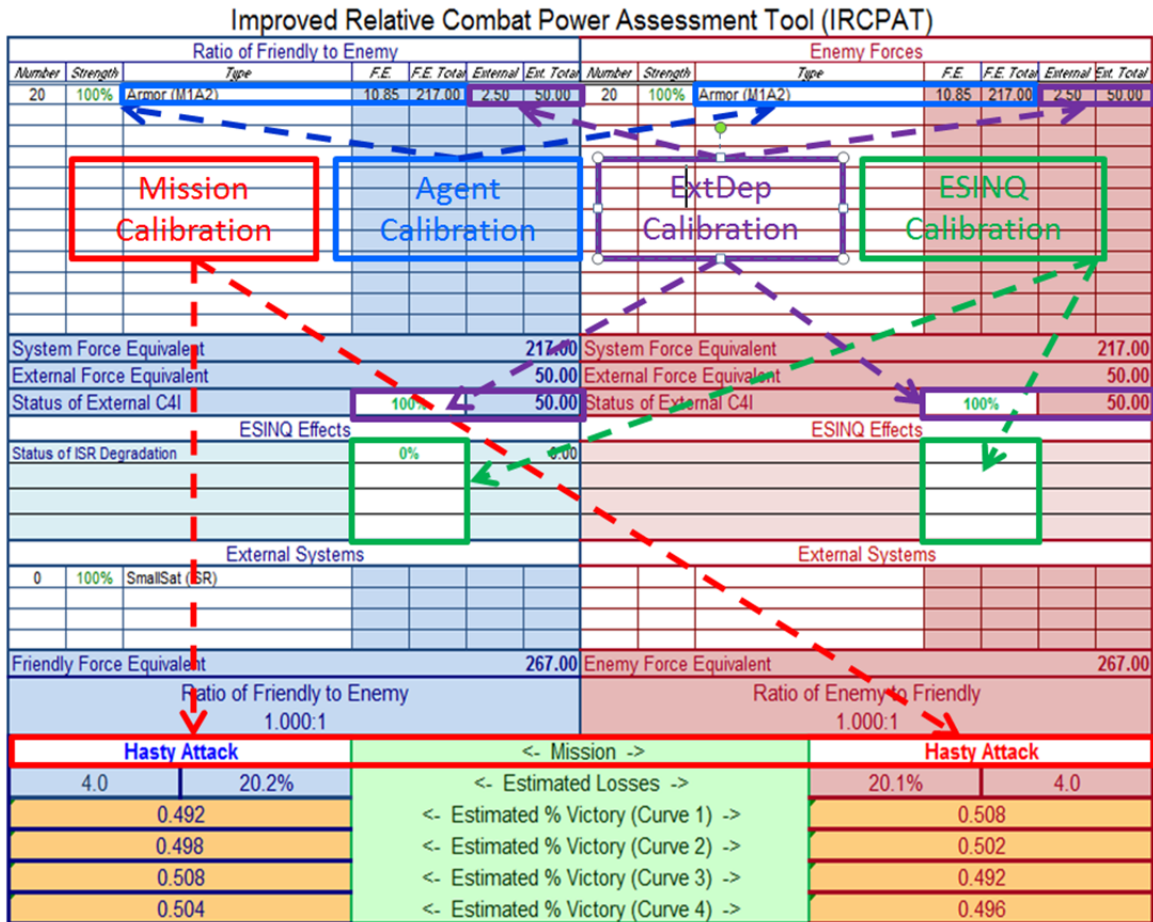 Improved Relative Combat Power Assessment Tool (IRCPAT)
Ratio of Friendly to Enemy Enemy Forces
Number Strength Type F.E. F.E. Total External Ext. Total Number Strength Type F.E. F.E. Total External Ext. Total
20 100% Armor (M1A2) 10.85 217.00 2.50 50.00 20 100% Armor (M1A2) 10.85 217.00 2.50 50.00
Mission Agent ExtDep ESINQ
Calibration Calibration Calibration Calibration
System Force Equivalent 217.00 System Force Equivalent 217.00
External Force Equivalent 50.00 External Force Equivalent 50.00
Status of External C4I 100% 50.00 Status of External C4I 100% 50.00
ESINQ Effects ESINQ Effects
Status of ISR Degradation 0% 0.00
External Systems External Systems
0 100% SmallSat (ISR)
Friendly Force Equivalent 267.00 Enemy Force Equivalent 267.00
Ratio of Friendly to Enemy Ratio of Enemy to Friendly
1.000:1 1.000:1
Hasty Attack <- Mission -> Hasty Attack
4.0 20.2% <- Estimated Losses -> 20.1% 4.0
0.492 <- Estimated % Victory (Curve 1) -> 0.508
0.498 <- Estimated % Victory (Curve 2) -> 0.502
0.508 <- Estimated % Victory (Curve 3) -> 0.492
0.504 <- Estimated % Victory (Curve 4) -> 0.496